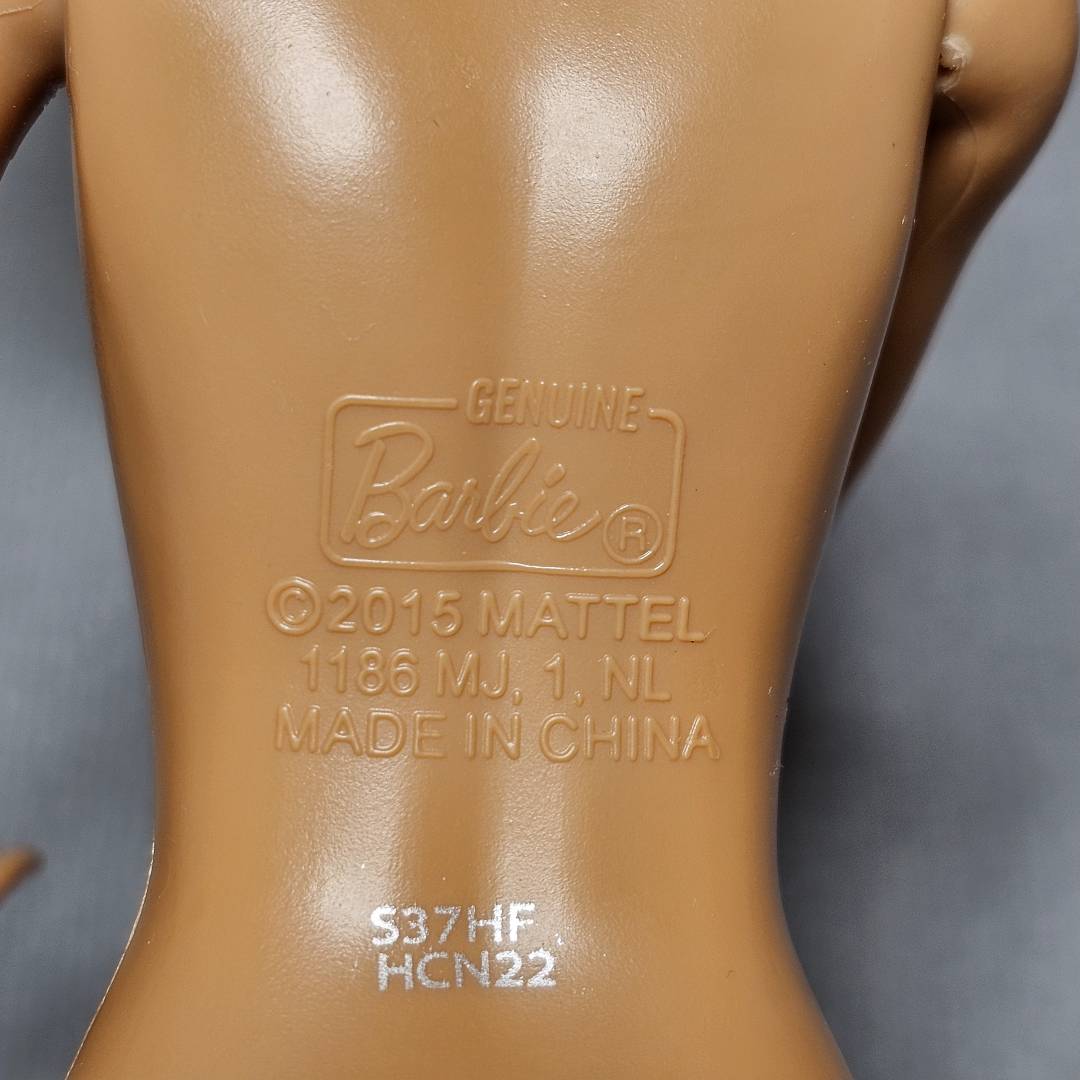 GENUINE
Barbie ®
©2015 MATTEL
1186 MJ, 1, NL
MADE IN CHINA
S37HF
HCN22